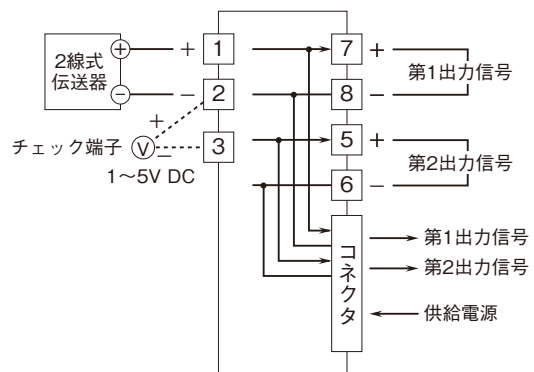 2線式
伝送器
+
−
+ 1
− 2
3
+
−
チェック端子 V
1~5V DC
7 +
8 −
第1出力信号
5 +
6 −
第2出力信号
コネクタ
第1出力信号
第2出力信号
供給電源